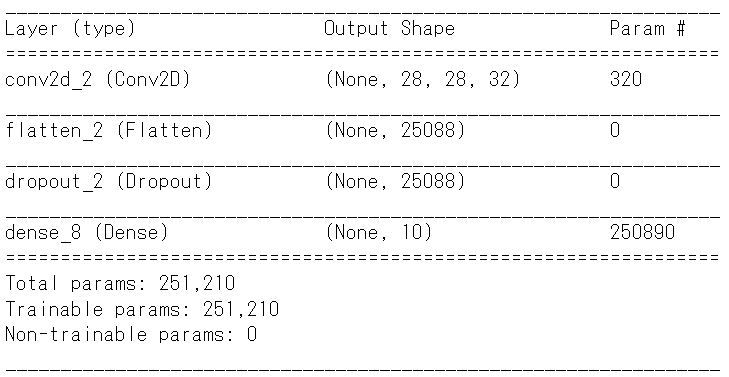 Layer (type) Output Shape Param #
=================================================================
conv2d_2 (Conv2D) (None, 28, 28, 32) 320
_________________________________________________________________
flatten_2 (Flatten) (None, 25088) 0
_________________________________________________________________
dropout_2 (Dropout) (None, 25088) 0
_________________________________________________________________
dense_8 (Dense) (None, 10) 250890
=================================================================
Total params: 251,210
Trainable params: 251,210
Non-trainable params: 0